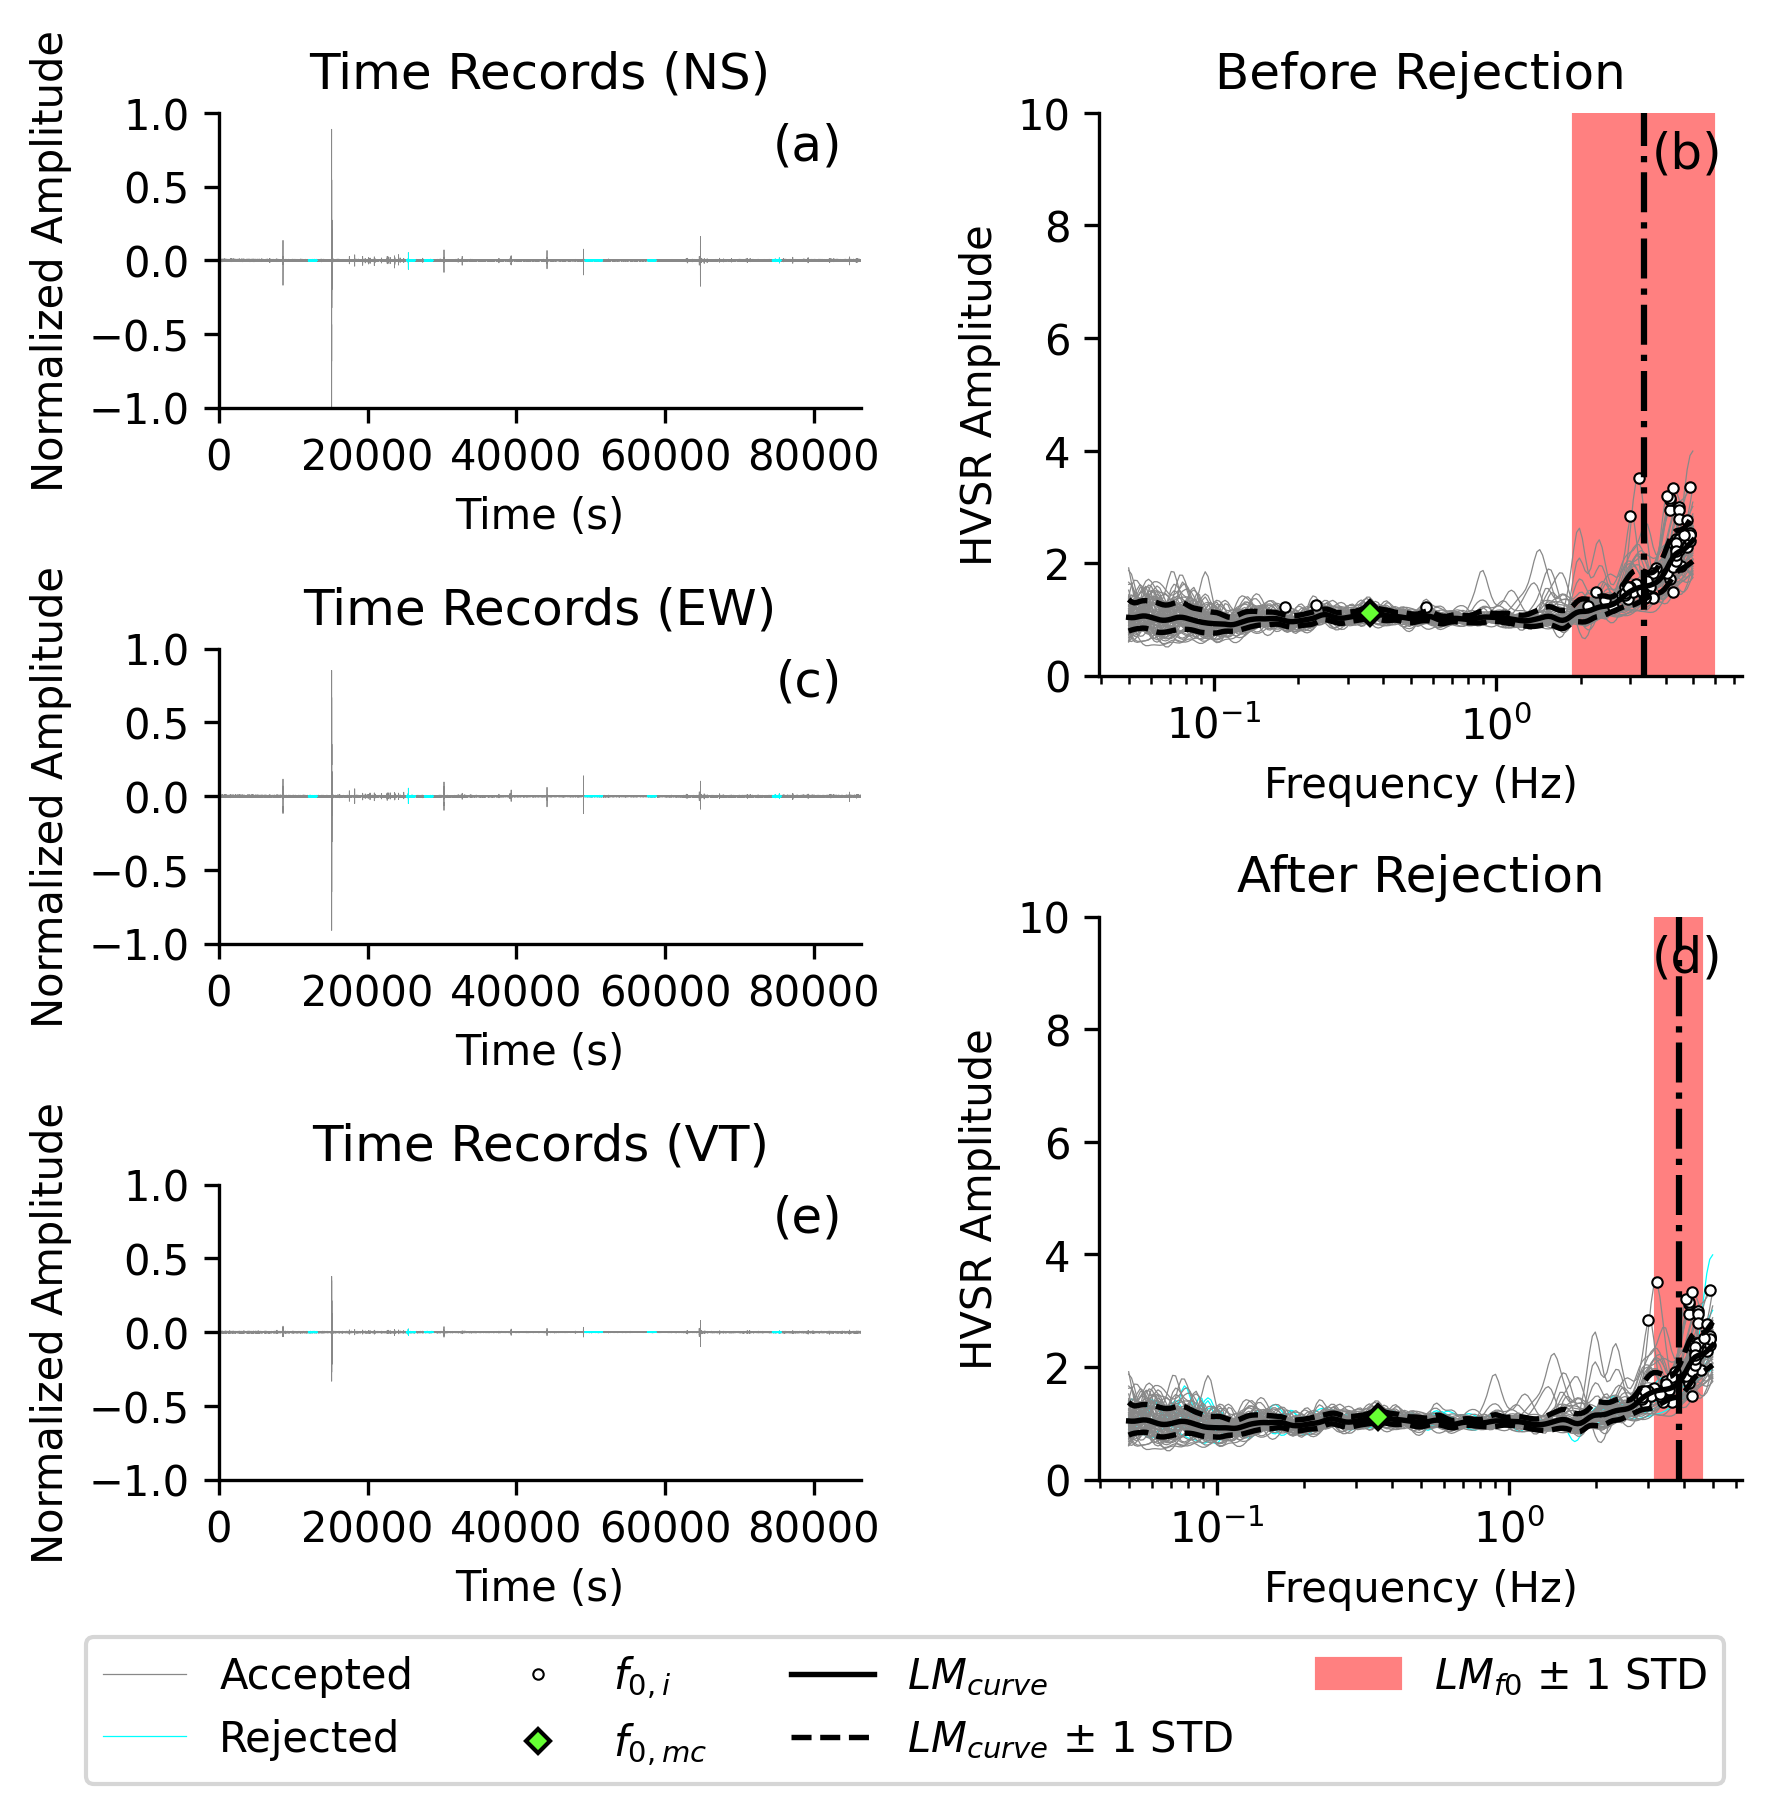 Time Records (NS)
Normalized Amplitude
1.0
0.5
0.0
−0.5
−1.0
(a)
0 20000 40000 60000 80000
Time (s)
Before Rejection
HVSR Amplitude
10
8
6
4
2
0
(b)
10⁻¹ 10⁰
Frequency (Hz)
Time Records (EW)
Normalized Amplitude
1.0
0.5
0.0
−0.5
−1.0
(c)
0 20000 40000 60000 80000
Time (s)
After Rejection
HVSR Amplitude
10
8
6
4
2
0
(d)
10⁻¹ 10⁰
Frequency (Hz)
Time Records (VT)
Normalized Amplitude
1.0
0.5
0.0
−0.5
−1.0
(e)
0 20000 40000 60000 80000
Time (s)
Accepted
Rejected
f0,i
f0,mc
LMcurve
LMcurve ± 1 STD
LMf0 ± 1 STD